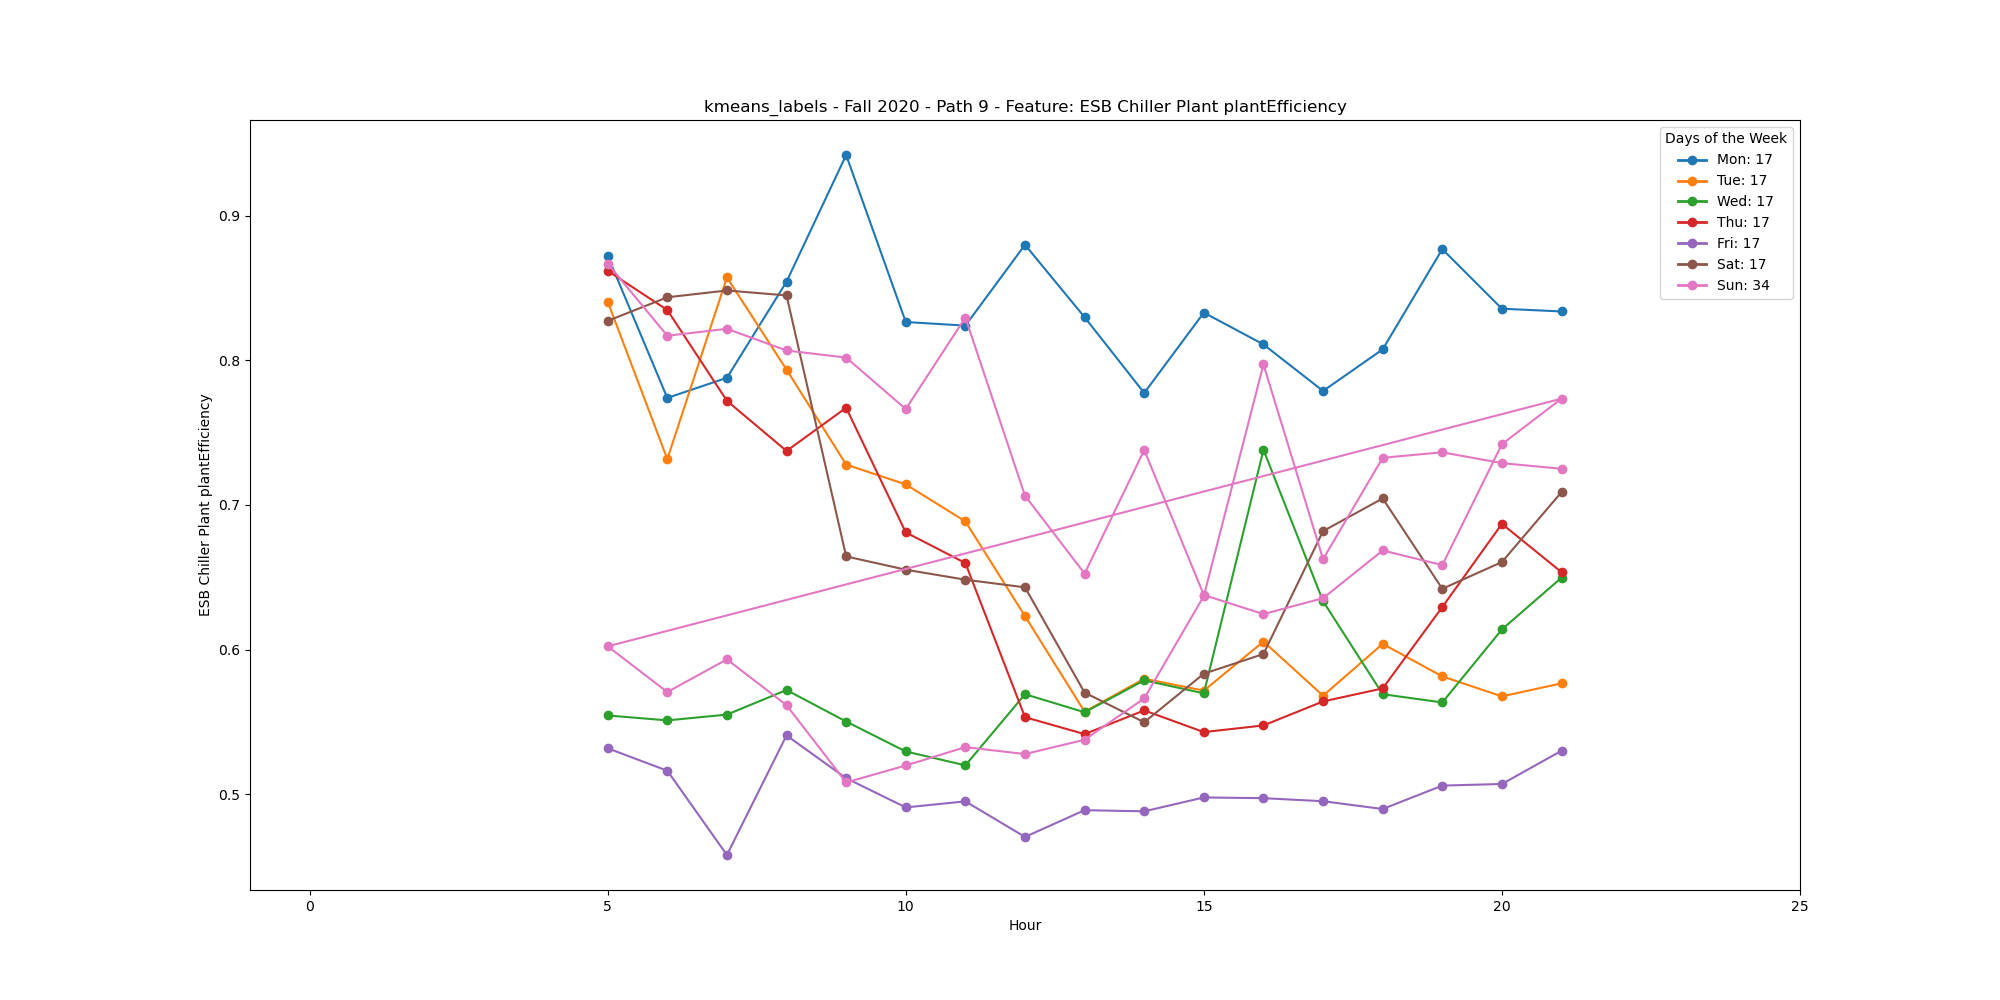 kmeans_labels - Fall 2020 - Path 9 - Feature: ESB Chiller Plant plantEfficiency
Days of the Week
Mon: 17
Tue: 17
Wed: 17
Thu: 17
Fri: 17
Sat: 17
Sun: 34
ESB Chiller Plant plantEfficiency
0.9
0.8
0.7
0.6
0.5
0
5
10
15
20
25
Hour